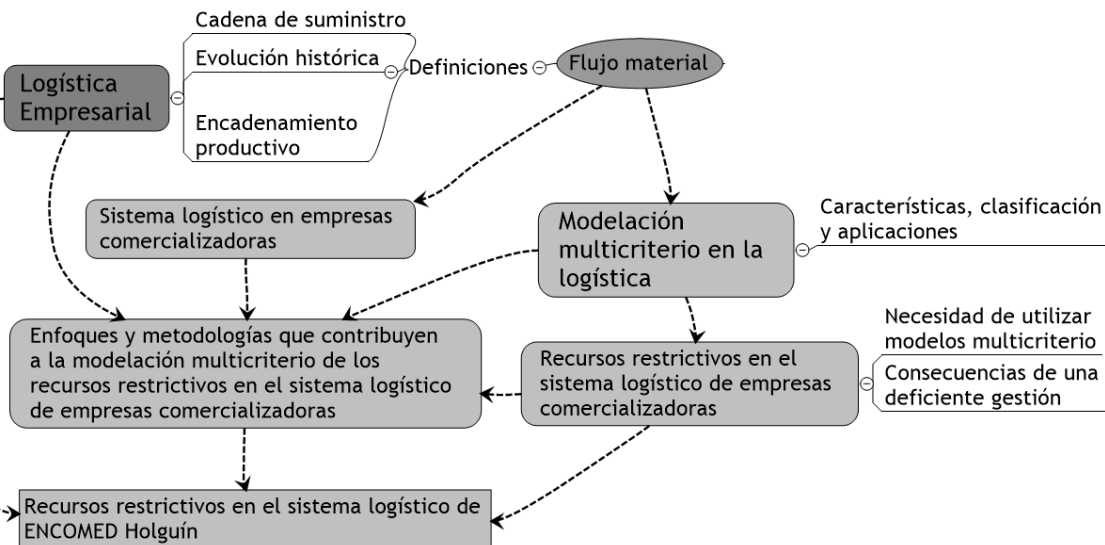 Cadena de suministro
Evolución histórica
Encadenamiento
productivo
Logística
Empresarial
Definiciones
Flujo material
Sistema logístico en empresas
comercializadoras
Modelación
multicriterio en la
logística
Características, clasificación
y aplicaciones
Enfoques y metodologías que contribuyen
a la modelación multicriterio de los
recursos restrictivos en el sistema logístico
de empresas comercializadoras
Recursos restrictivos en el
sistema logístico de empresas
comercializadoras
Necesidad de utilizar
modelos multicriterio
Consecuencias de una
deficiente gestión
Recursos restrictivos en el sistema logístico de
ENCOMED Holguín